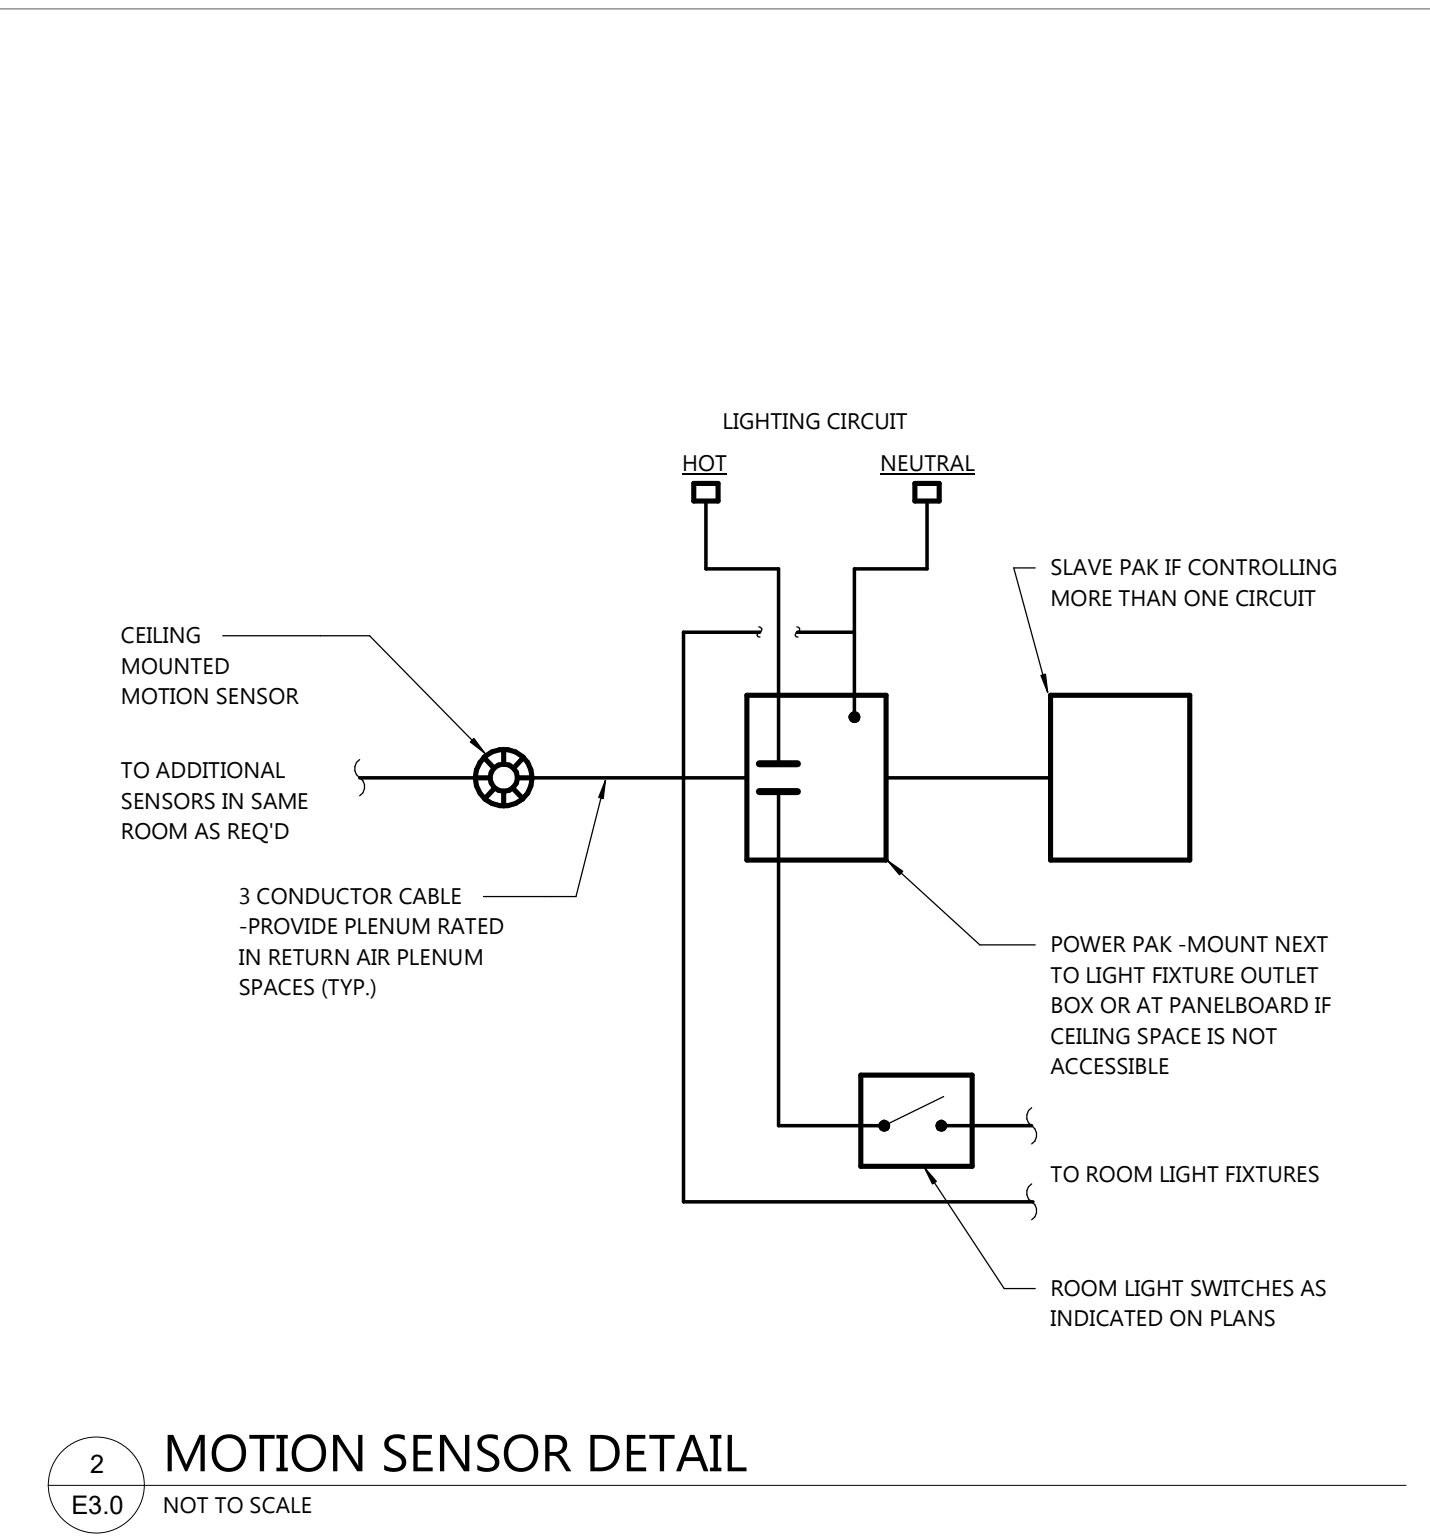 LIGHTING CIRCUIT
HOT
NEUTRAL
SLAVE PAK IF CONTROLLING
MORE THAN ONE CIRCUIT
CEILING
MOUNTED
MOTION SENSOR
TO ADDITIONAL
SENSORS IN SAME
ROOM AS REQ'D
3 CONDUCTOR CABLE
-PROVIDE PLENUM RATED
IN RETURN AIR PLENUM
SPACES (TYP.)
POWER PAK -MOUNT NEXT
TO LIGHT FIXTURE OUTLET
BOX OR AT PANELBOARD IF
CEILING SPACE IS NOT
ACCESSIBLE
TO ROOM LIGHT FIXTURES
ROOM LIGHT SWITCHES AS
INDICATED ON PLANS
2
E3.0
MOTION SENSOR DETAIL
NOT TO SCALE